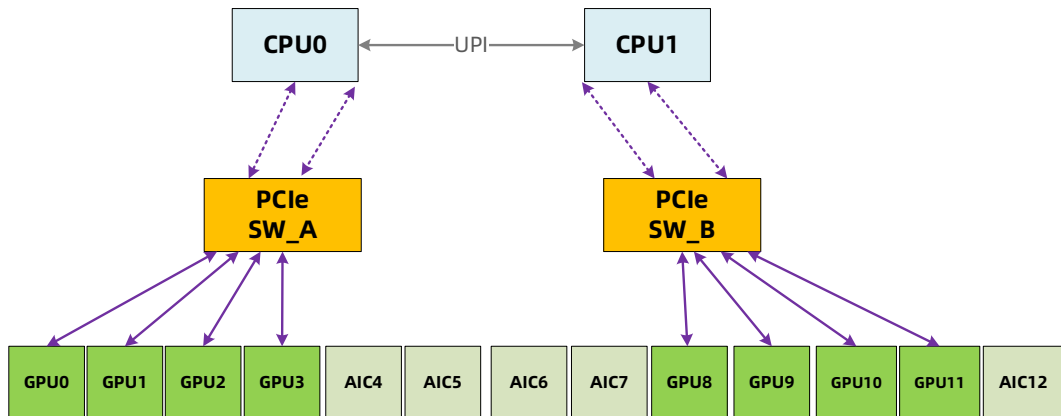 CPU0
UPI
CPU1
PCIe
SW_A
PCIe
SW_B
GPU0
GPU1
GPU2
GPU3
AIC4
AIC5
AIC6
AIC7
GPU8
GPU9
GPU10
GPU11
AIC12